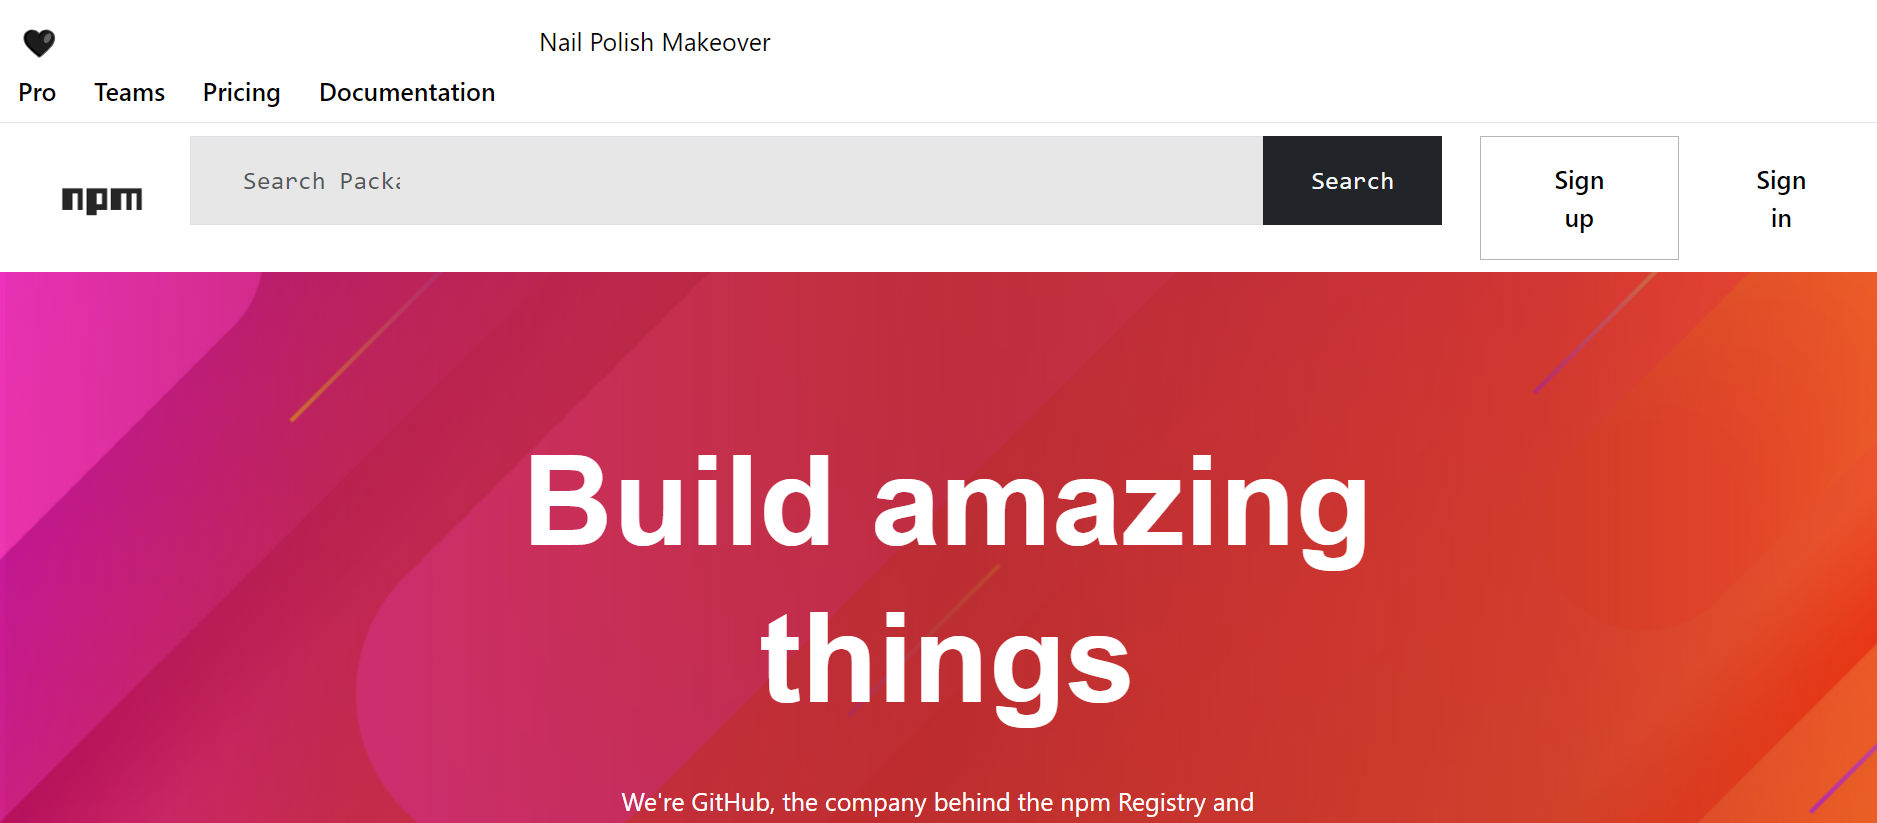 Nail Polish Makeover
Pro Teams Pricing Documentation
npm
Search Packa
Search
Sign
up
Sign
in
Build amazing
things
We're GitHub, the company behind the npm Registry and